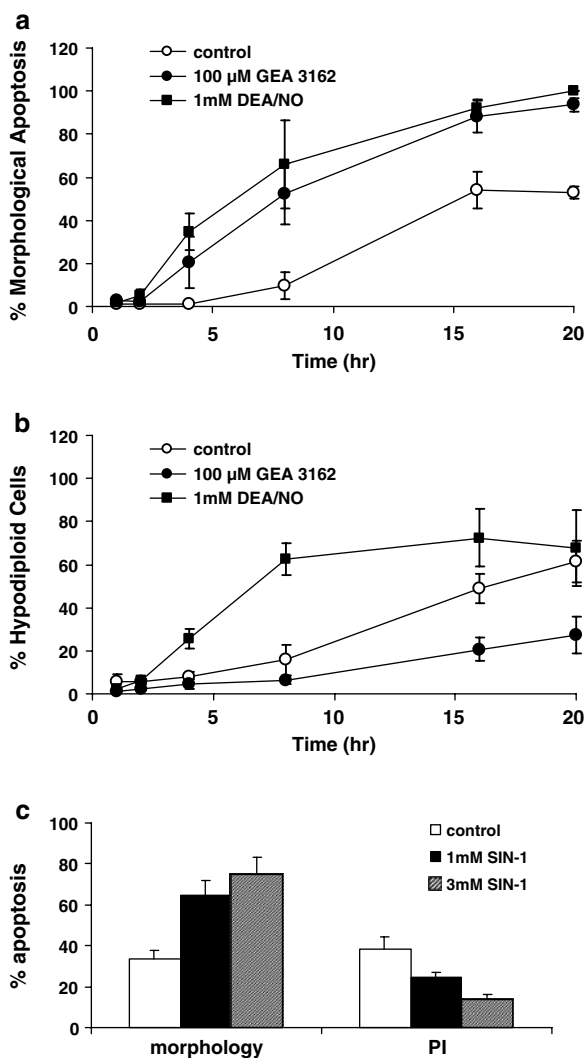 a
% Morphological Apoptosis
120
100
80
60
40
20
0
control
100 µM GEA 3162
1mM DEA/NO
0 5 10 15 20
Time (hr)
b
% Hypodiploid Cells
120
100
80
60
40
20
0
control
100 µM GEA 3162
1mM DEA/NO
0 5 10 15 20
Time (hr)
c
% apoptosis
100
80
60
40
20
0
control
1mM SIN-1
3mM SIN-1
morphology PI